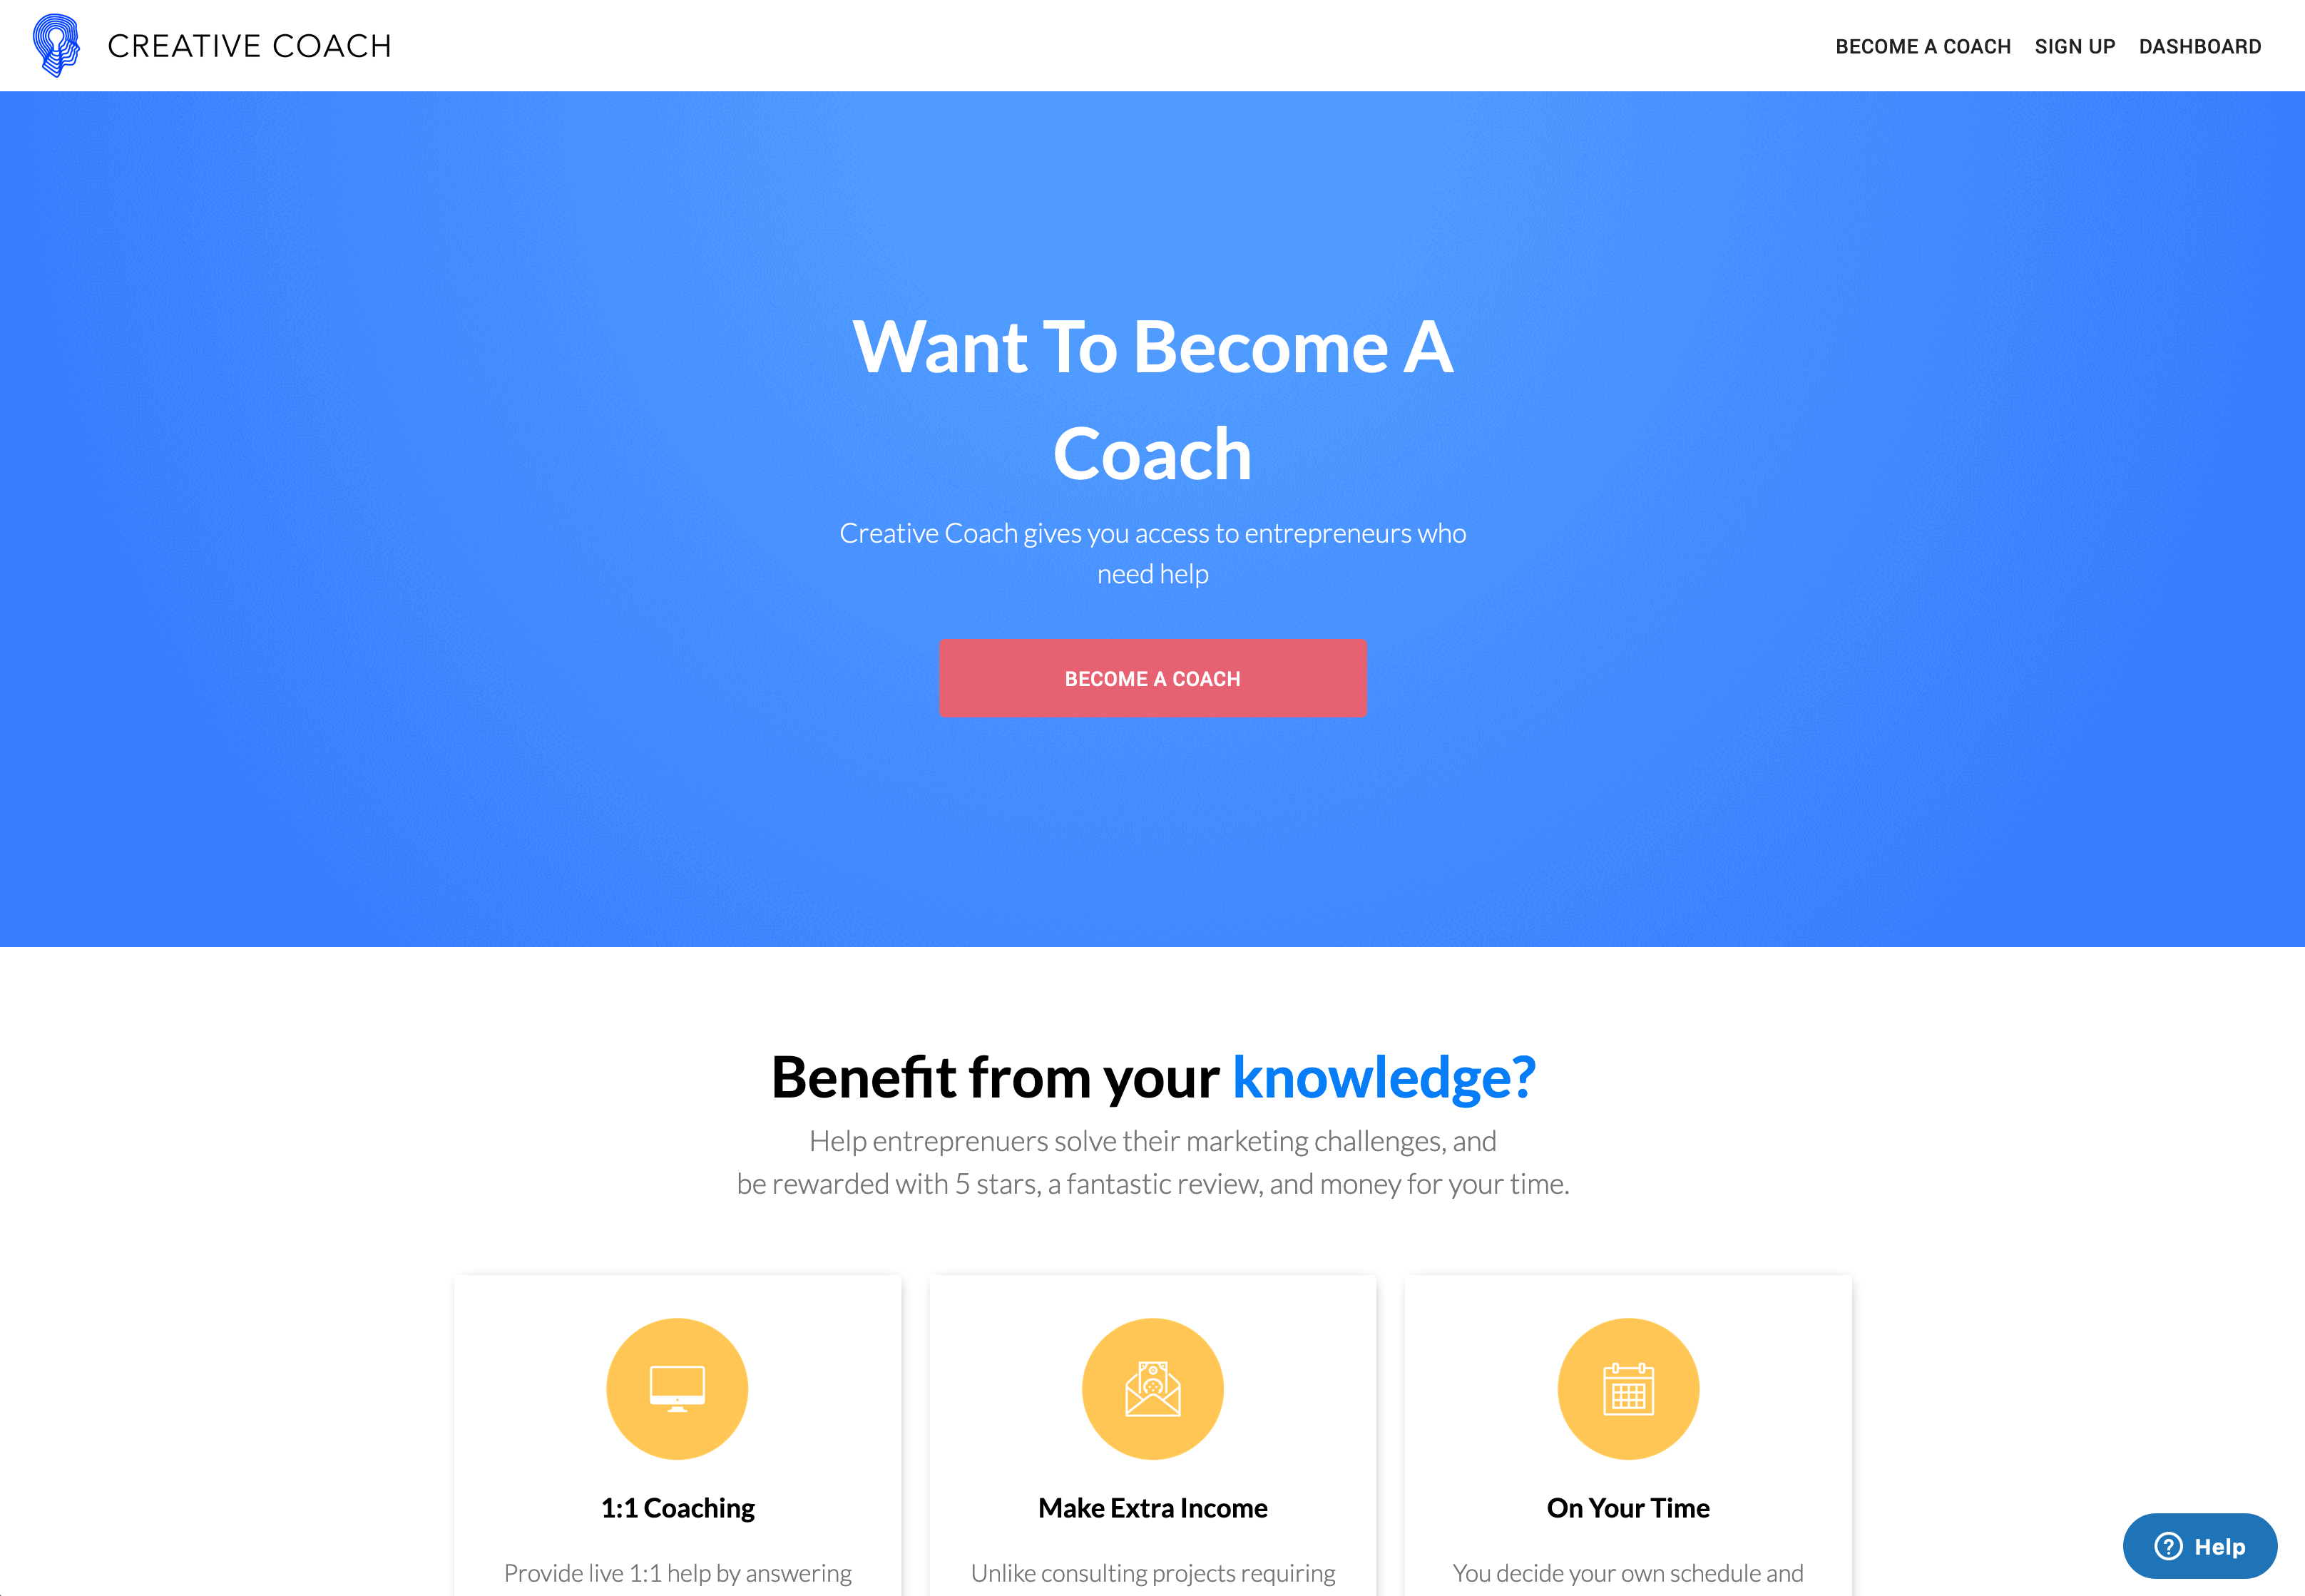 CREATIVE COACH
BECOME A COACH SIGN UP DASHBOARD
Want To Become A
Coach
Creative Coach gives you access to entrepreneurs who
need help
BECOME A COACH
Benefit from your knowledge?
Help entreprenuers solve their marketing challenges, and
be rewarded with 5 stars, a fantastic review, and money for your time.
1:1 Coaching
Provide live 1:1 help by answering
Make Extra Income
Unlike consulting projects requiring
On Your Time
You decide your own schedule and
? Help